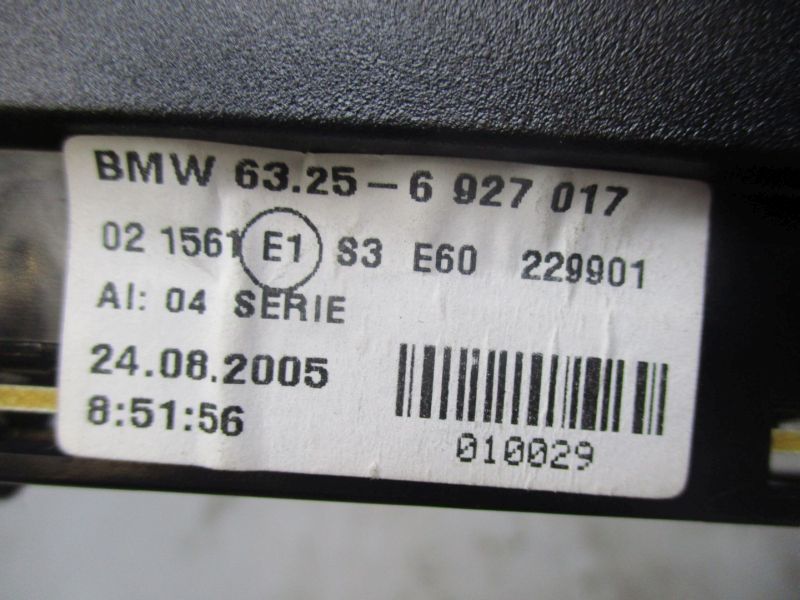 BMW 63.25-6 927 017
02 1561 E1 S3 E60 229901
AI: 04 SERIE
24.08.2005
8:51:56
010029